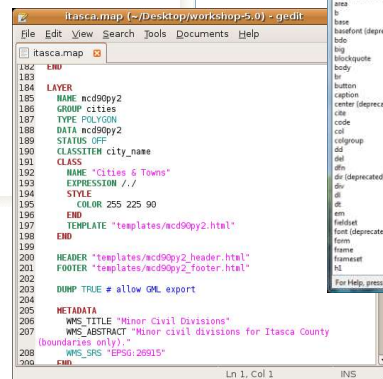 itasca.map (~/Desktop/workshop-5.0) - gedit
File Edit View Search Tools Documents Help
itasca.map
182 END
183
184 LAYER
185 NAME mcd90py2
186 GROUP cities
187 TYPE POLYGON
188 DATA mcd90py2
189 STATUS OFF
190 CLASSITEM city_name
191 CLASS
192 NAME "Cities & Towns"
193 EXPRESSION /./
194 STYLE
195 COLOR 255 225 90
196 END
197 TEMPLATE "templates/mcd90py2.html"
198 END
199
200 HEADER "templates/mcd90py2_header.html"
201 FOOTER "templates/mcd90py2_footer.html"
202
203 DUMP TRUE # allow GML export
204
205 METADATA
206 WMS_TITLE "Minor Civil Divisions"
207 WMS_ABSTRACT "Minor civil divisions for Itasca County
(boundaries only)."
208 WMS_SRS "EPSG:26915"
209 END
Ln 1, Col 1 INS
area
b
base
basefont (depre
bdo
big
blockquote
body
br
button
caption
center (depreca
cite
code
col
colgroup
dd
del
dfn
dir (deprecated
div
dl
dt
em
fieldset
font (deprecate
form
frame
frameset
h1
For Help, press